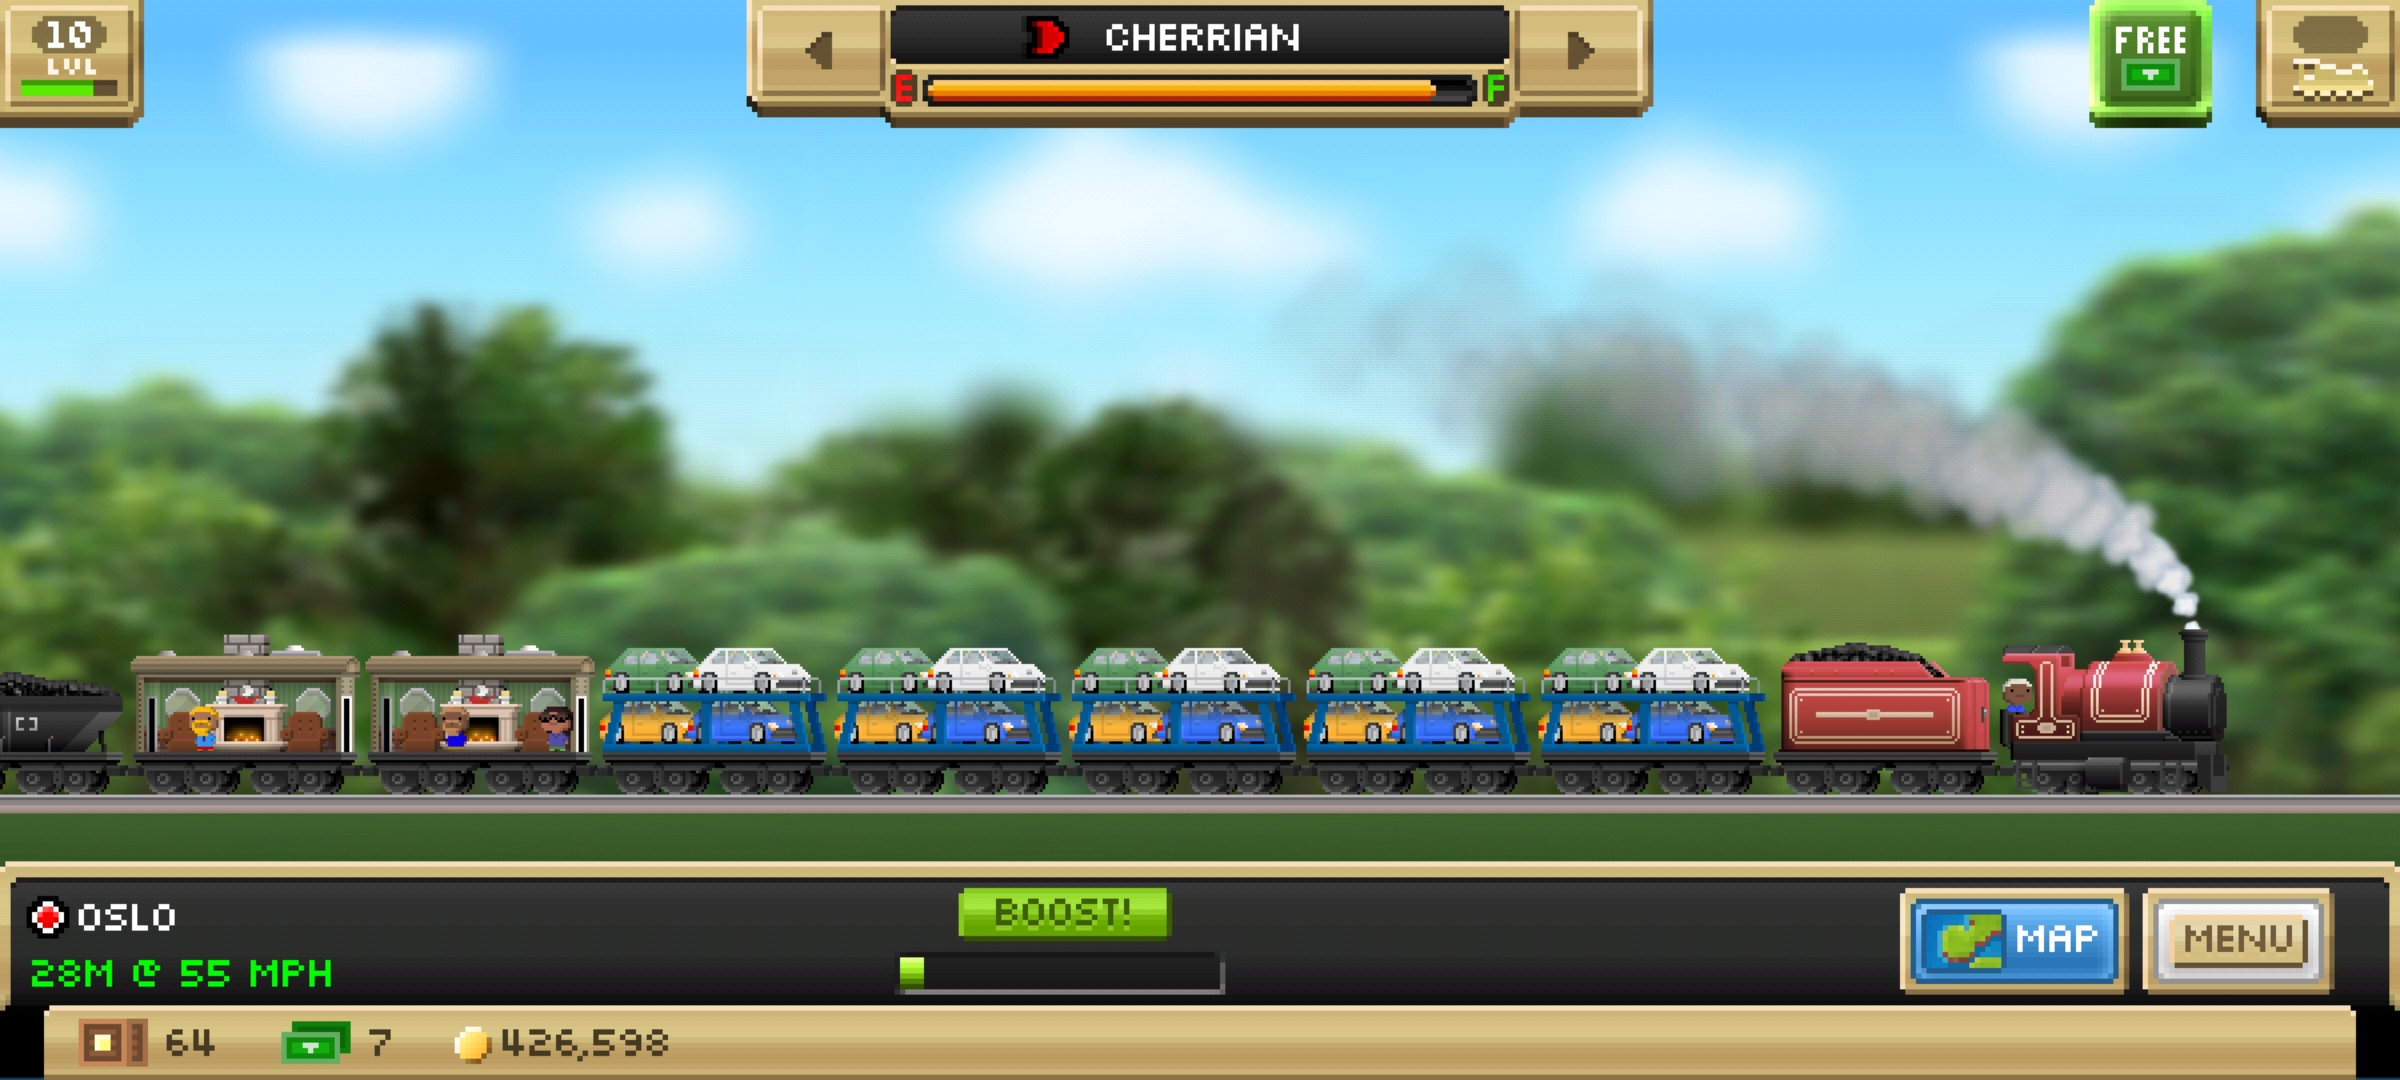 10
LVL
CHERRIAN
E F
FREE
OSLO
28M @ 55 MPH
BOOST!
MAP
MENU
64
7
426,598